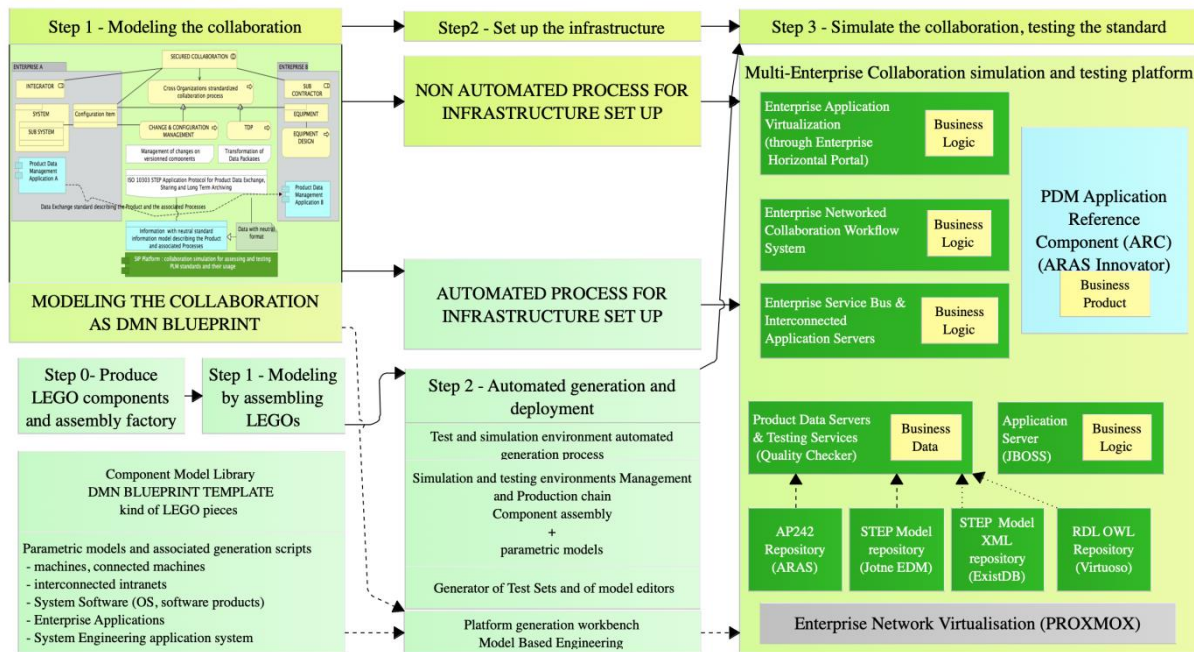 Step 1 - Modeling the collaboration
Step2 - Set up the infrastructure
Step 3 - Simulate the collaboration, testing the standard
SECURED COLLABORATION
ENTERPRISE A
ENTREPRISE B
INTEGRATOR
Cross Organizations strandardized
collaboration process
SUB
CONTRACTOR
SYSTEM
SUB SYSTEM
Configuration Item
EQUIPMENT
CHANGE & CONFIGURATION
MANAGEMENT
TDP
EQUIPMENT
DESIGN
Management of changes on
versionned components
Transformation of
Data Packages
Product Data
Management
Application A
ISO 10303 STEP Application Protocol for Product Data Exchange,
Sharing and Long Term Archiving
Product Data
Management
Application B
Data Exchange standard describing the Product and the associated Processes
Information with neutral standard
information model describing the Product
and associated Processes
Data with neutral
format
SIP Platform : collaboration simulation for assessing and testing
PLM standards and their usage
MODELING THE COLLABORATION
AS DMN BLUEPRINT
NON AUTOMATED PROCESS FOR
INFRASTRUCTURE SET UP
AUTOMATED PROCESS FOR
INFRASTRUCTURE SET UP
Step 0- Produce
LEGO components
and assembly factory
Step 1 - Modeling
by assembling
LEGOs
Component Model Library
DMN BLUEPRINT TEMPLATE
kind of LEGO pieces
Parametric models and associated generation scripts
- machines, connected machines
- interconnected intranets
- System Software (OS, software products)
- Enterprise Applications
- System Engineering application system
Step 2 - Automated generation and
deployment
Test and simulation environment automated
generation process
Simulation and testing environments Management
and Production chain
Component assembly
+
parametric models
Generator of Test Sets and of model editors
Platform generation workbench
Model Based Engineering
Multi-Enterprise Collaboration simulation and testing platform
Enterprise Application
Virtualization
(through Enterprise
Horizontal Portal)
Business
Logic
Enterprise Networked
Collaboration Workflow
System
Business
Logic
Enterprise Service Bus &
Interconnected
Application Servers
Business
Logic
PDM Application
Reference
Component (ARC)
(ARAS Innovator)
Business
Product
Product Data Servers
& Testing Services
(Quality Checker)
Business
Data
Application
Server
(JBOSS)
Business
Logic
AP242
Repository
(ARAS)
STEP Model
repository
(Jotne EDM)
STEP Model
XML
repository
(ExistDB)
RDL OWL
Repository
(Virtuoso)
Enterprise Network Virtualisation (PROXMOX)